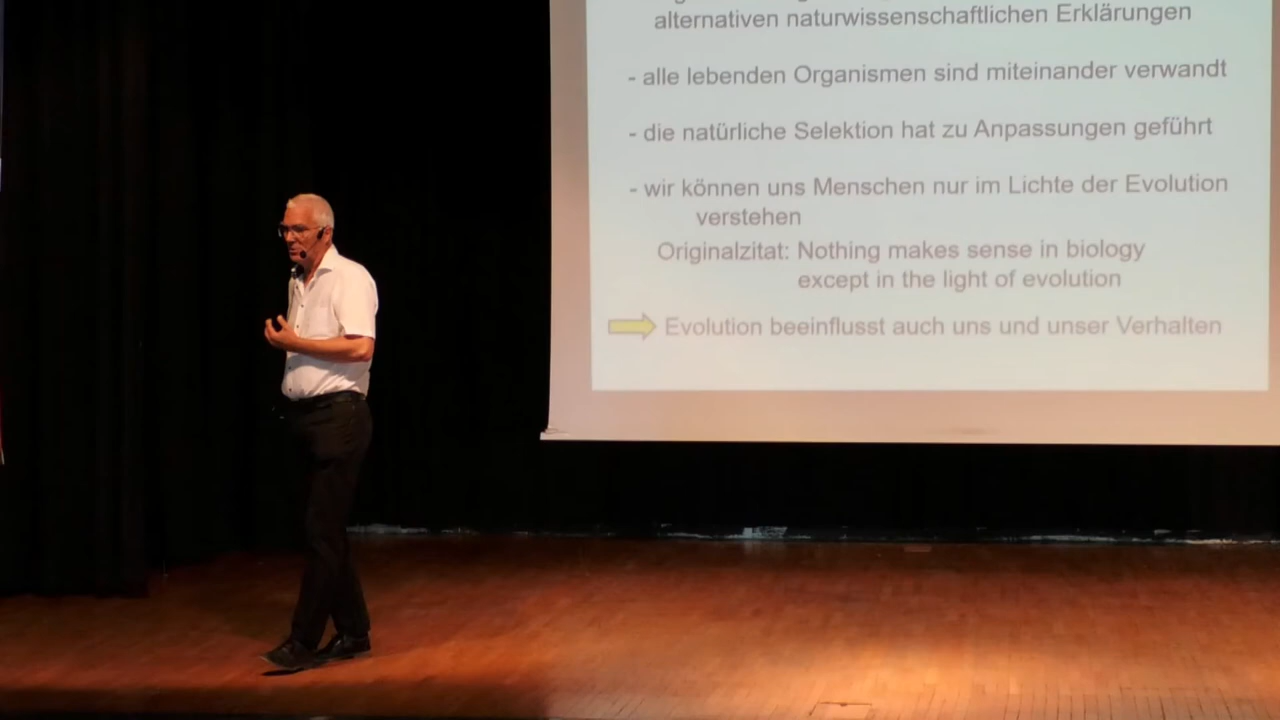 alternativen naturwissenschaftlichen Erklärungen
- alle lebenden Organismen sind miteinander verwandt
- die natürliche Selektion hat zu Anpassungen geführt
- wir können uns Menschen nur im Lichte der Evolution
verstehen
Originalzitat: Nothing makes sense in biology
except in the light of evolution
Evolution beeinflusst auch uns und unser Verhalten